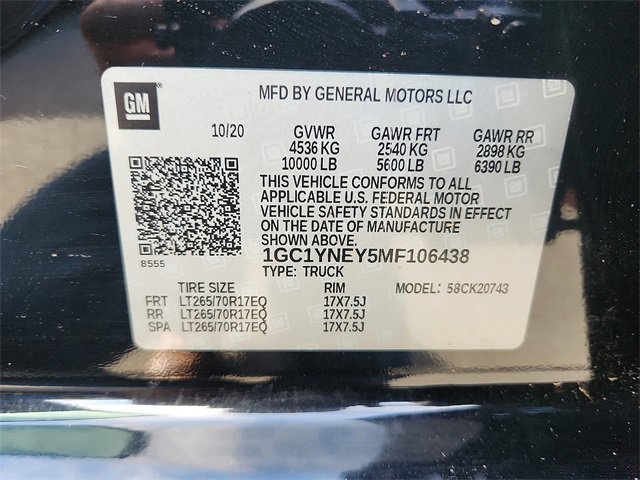 GM
MFD BY GENERAL MOTORS LLC
10/20 GVWR GAWR FRT GAWR RR
4536 KG 2540 KG 2898 KG
10000 LB 5600 LB 6390 LB
THIS VEHICLE CONFORMS TO ALL
APPLICABLE U.S. FEDERAL MOTOR
VEHICLE SAFETY STANDARDS IN EFFECT
ON THE DATE OF MANUFACTURE
SHOWN ABOVE.
8555
1GC1YNEY5MF106438
TYPE: TRUCK
TIRE SIZE RIM MODEL: 58CK20743
FRT LT265/70R17EQ 17X7.5J
RR LT265/70R17EQ 17X7.5J
SPA LT265/70R17EQ 17X7.5J